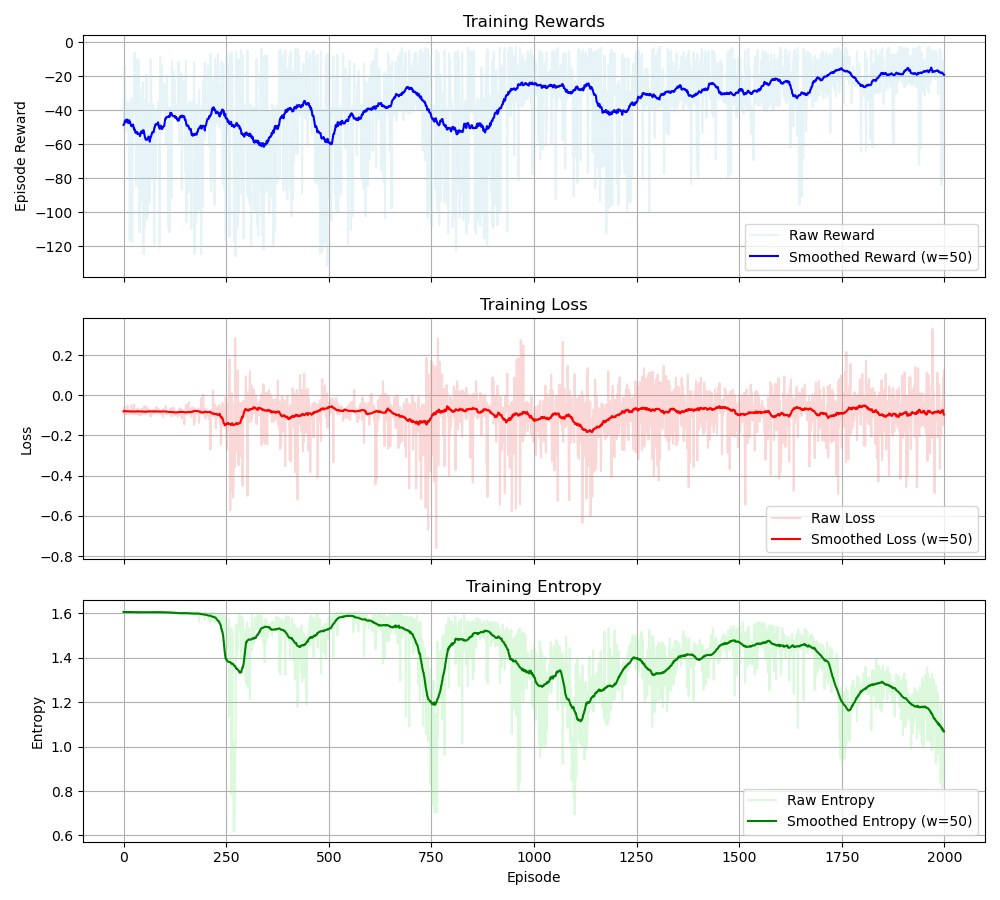 Training Rewards
0
−20
−40
−60
−80
−100
−120
Episode Reward
Raw Reward
Smoothed Reward (w=50)
Training Loss
0.2
0.0
−0.2
−0.4
−0.6
−0.8
Loss
Raw Loss
Smoothed Loss (w=50)
Training Entropy
1.6
1.4
1.2
1.0
0.8
0.6
Entropy
Raw Entropy
Smoothed Entropy (w=50)
0 250 500 750 1000 1250 1500 1750 2000
Episode